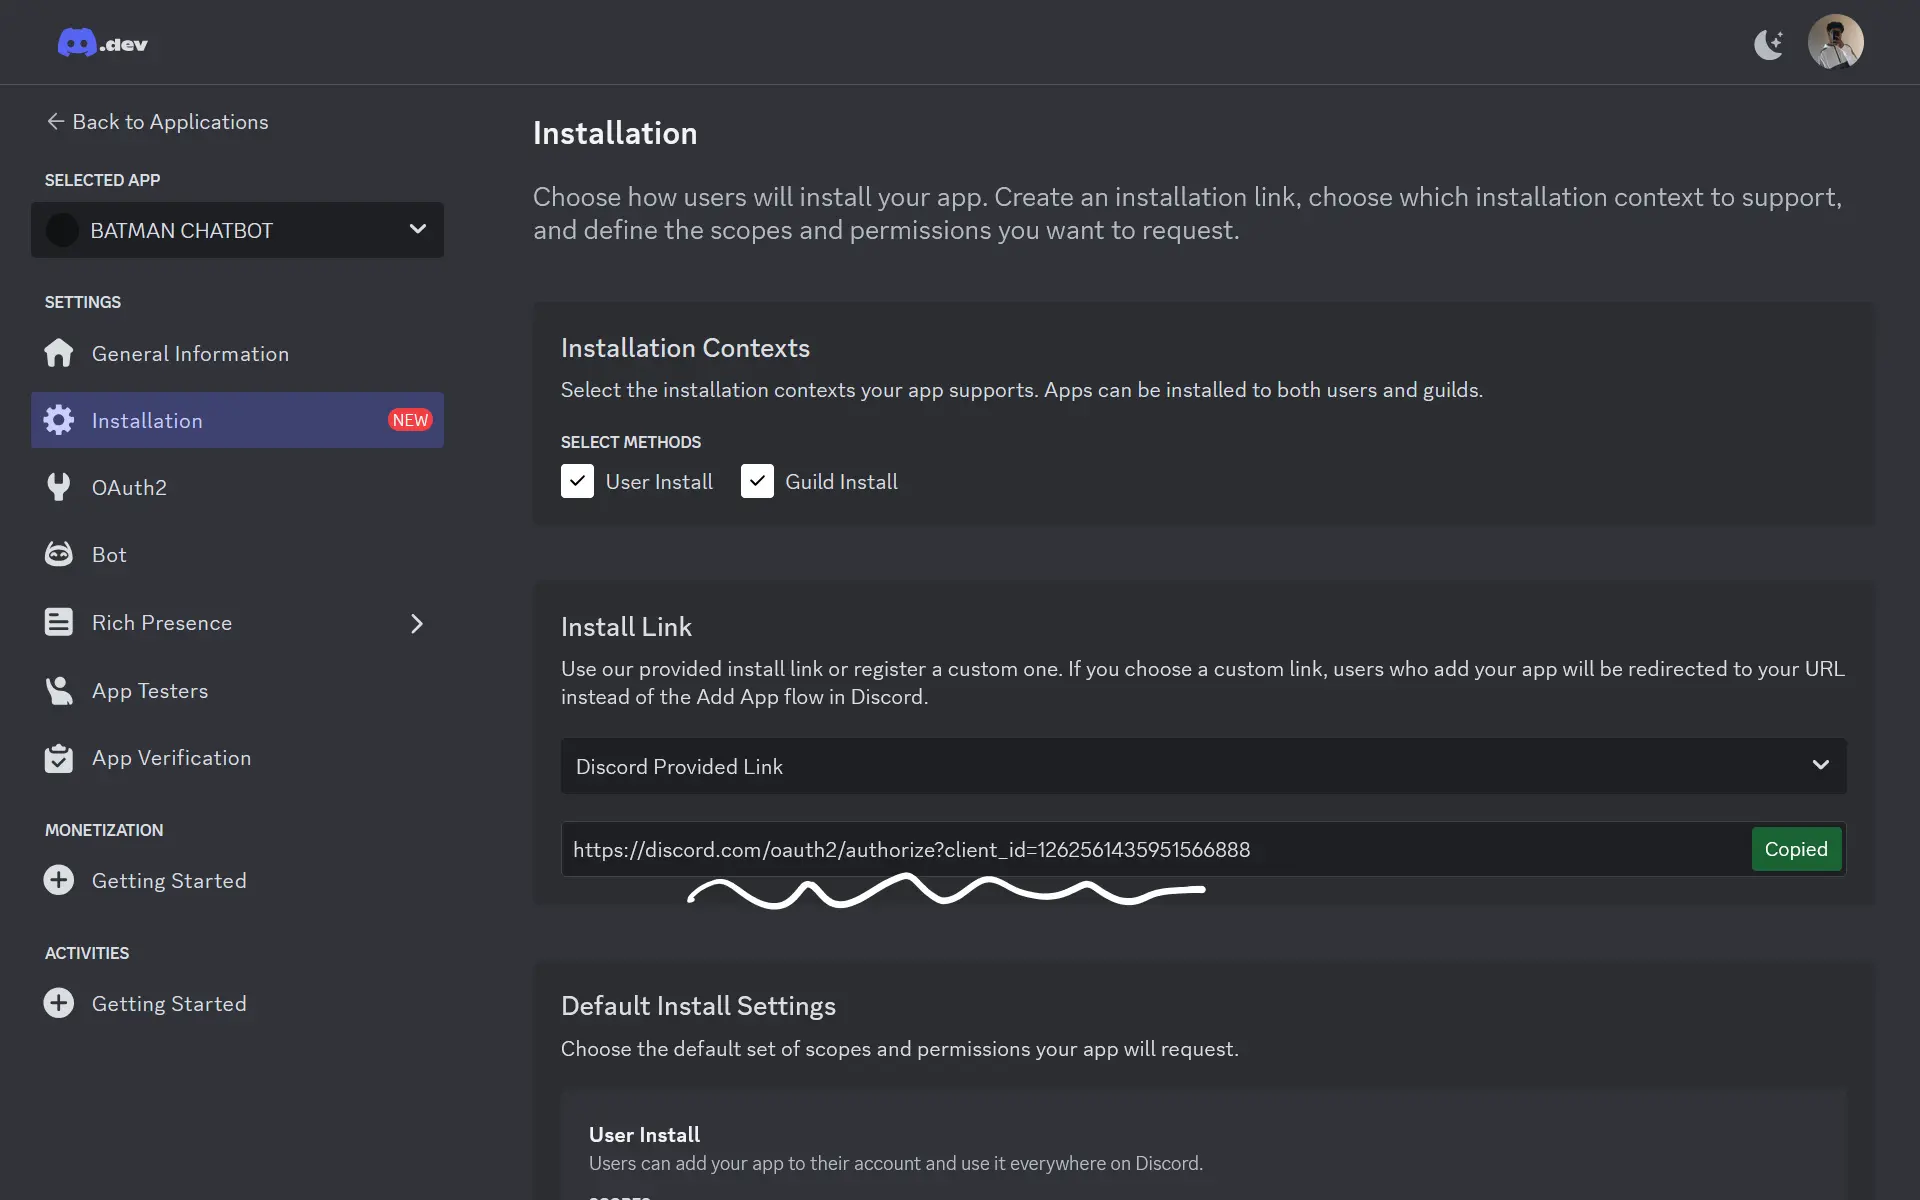 .dev
Back to Applications
SELECTED APP
BATMAN CHATBOT
SETTINGS
General Information
Installation
NEW
OAuth2
Bot
Rich Presence
App Testers
App Verification
MONETIZATION
Getting Started
ACTIVITIES
Getting Started
Installation
Choose how users will install your app. Create an installation link, choose which installation context to support,
and define the scopes and permissions you want to request.
Installation Contexts
Select the installation contexts your app supports. Apps can be installed to both users and guilds.
SELECT METHODS
User Install
Guild Install
Install Link
Use our provided install link or register a custom one. If you choose a custom link, users who add your app will be redirected to your URL
instead of the Add App flow in Discord.
Discord Provided Link
https://discord.com/oauth2/authorize?client_id=1262561435951566888
Copied
Default Install Settings
Choose the default set of scopes and permissions your app will request.
User Install
Users can add your app to their account and use it everywhere on Discord.